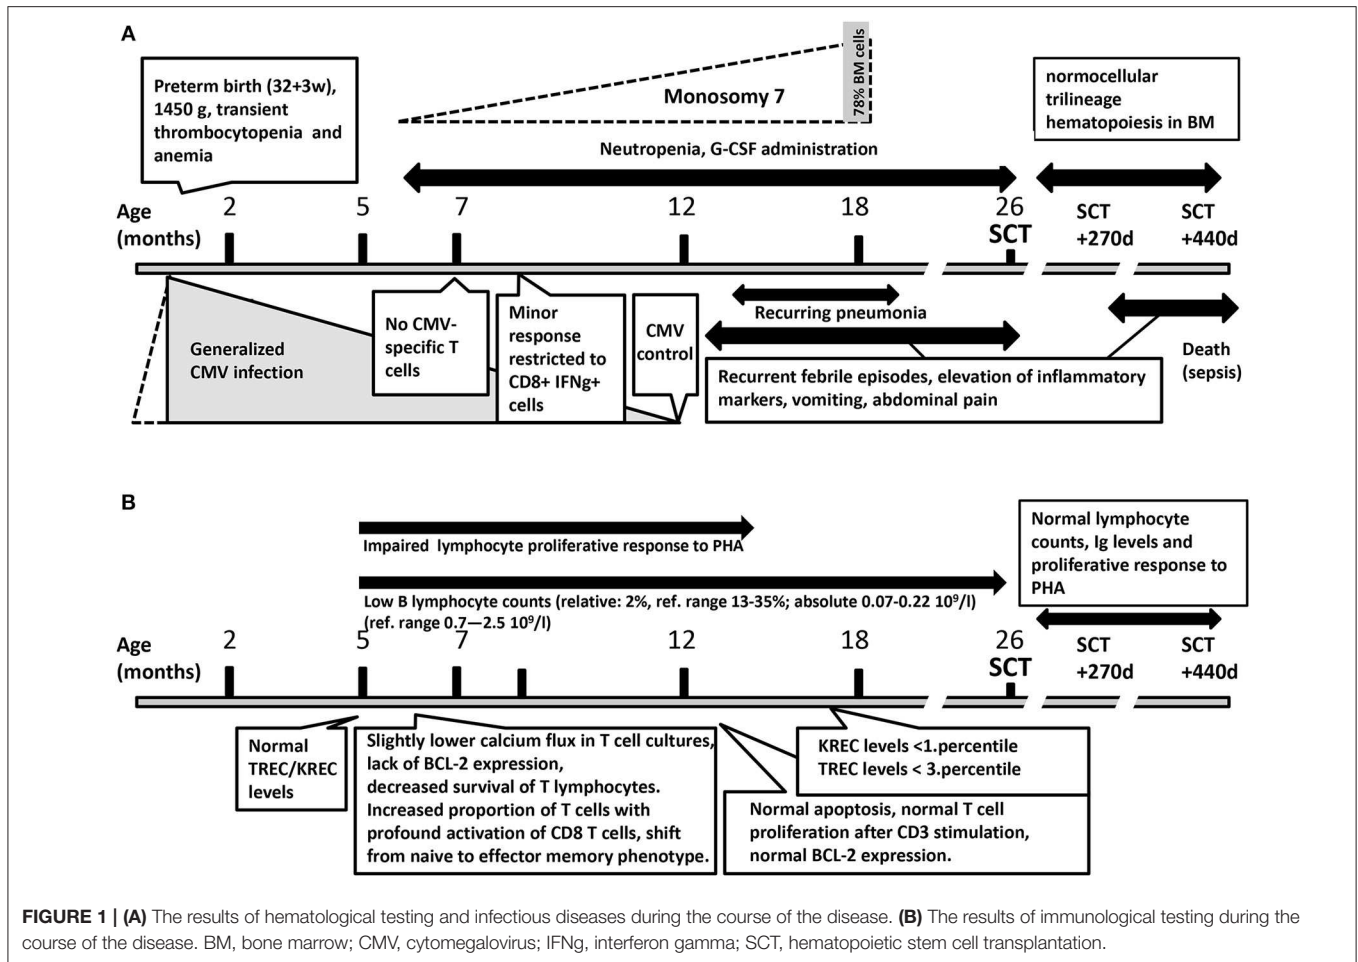 A
Preterm birth (32+3w),
1450 g, transient
thrombocytopenia and
anemia
Monosomy 7
78% BM cells
normocellular
trilineage
hematopoiesis in BM
Neutropenia, G-CSF administration
Age
(months)
2
5
7
12
18
26
SCT
SCT
+270d
SCT
+440d
Generalized
CMV infection
No CMV-
specific T
cells
Minor
response
restricted to
CD8+ IFNg+
cells
CMV
control
Recurring pneumonia
Recurrent febrile episodes, elevation of inflammatory
markers, vomiting, abdominal pain
Death
(sepsis)
B
Impaired lymphocyte proliferative response to PHA
Low B lymphocyte counts (relative: 2%, ref. range 13-35%; absolute 0.07-0.22 10⁹/l)
(ref. range 0.7—2.5 10⁹/l)
Normal lymphocyte
counts, Ig levels and
proliferative response to
PHA
Age
(months)
2
5
7
12
18
26
SCT
SCT
+270d
SCT
+440d
Normal
TREC/KREC
levels
Slightly lower calcium flux in T cell cultures,
lack of BCL-2 expression,
decreased survival of T lymphocytes.
Increased proportion of T cells with
profound activation of CD8 T cells, shift
from naive to effector memory phenotype.
KREC levels <1.percentile
TREC levels < 3.percentile
Normal apoptosis, normal T cell
proliferation after CD3 stimulation,
normal BCL-2 expression.
FIGURE 1 | (A) The results of hematological testing and infectious diseases during the course of the disease. (B) The results of immunological testing during the
course of the disease. BM, bone marrow; CMV, cytomegalovirus; IFNg, interferon gamma; SCT, hematopoietic stem cell transplantation.